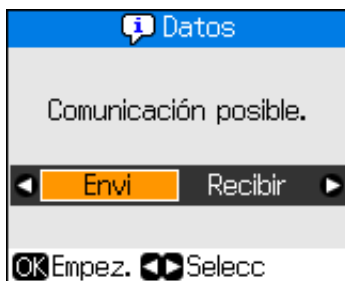 Datos
Comunicación posible.
Envi Recibir
OK Empez. Selecc